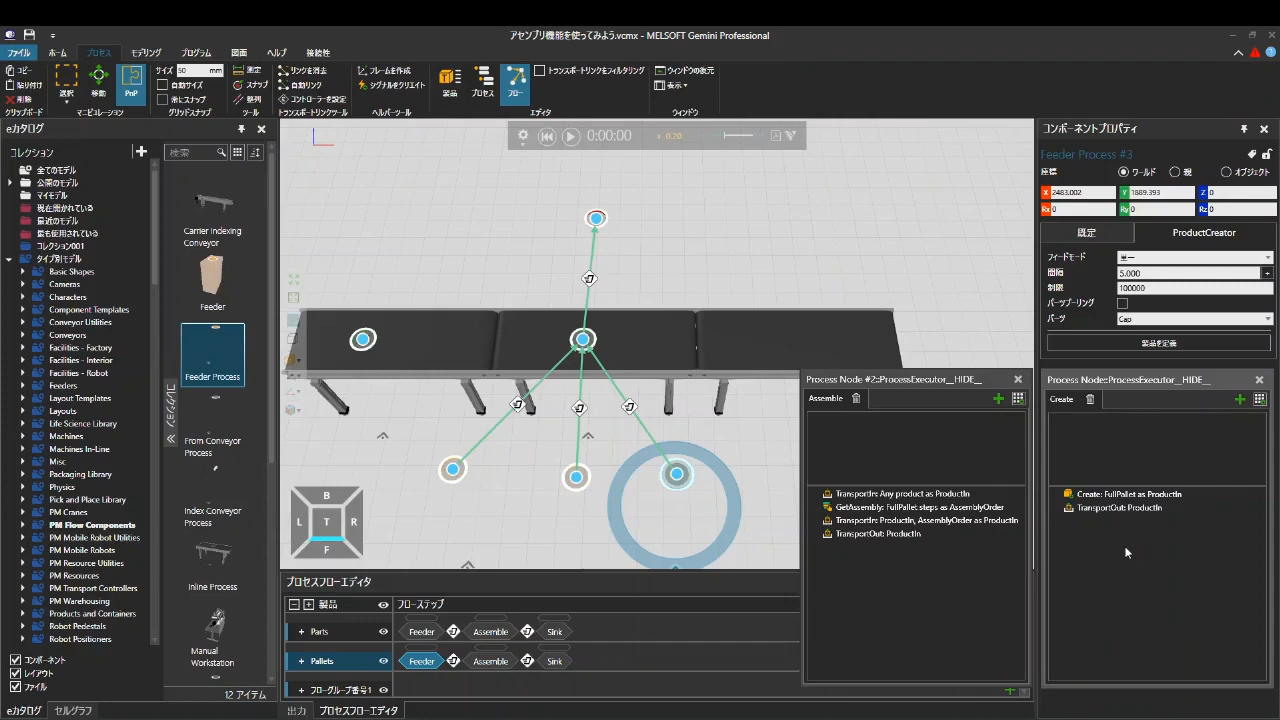 アセンブリ機能を使ってみよう.vcmx - MELSOFT Gemini Professional
ファイル ホーム プロセス モデリング プログラム 図面 ヘルプ 接続性
コピー
貼り付け
削除
クリップボード
選択 移動 PnP
マニピュレーション
サイズ 50 mm
自動サイズ
常にスナップ
グリッドスナップ
測定
スナップ
整列
ツール
リンクを消去
自動リンク
コントローラーを設定
トランスポートリンクツール
フレームを作成
シグナルをクリエイト
ヘルパーツール
製品 プロセス フロー
トランスポートリンクをフィルタリング
エディタ
ウィンドウの復元
表示
ウィンドウ
eカタログ
コレクション
検索
全てのモデル
公開のモデル
マイモデル
現在開かれている
最近のモデル
最も使用されている
コレクション001
タイプ別モデル
Basic Shapes
Cameras
Characters
Component Templates
Conveyor Utilities
Conveyors
Facilities - Factory
Facilities - Interior
Facilities - Robot
Feeders
Layout Templates
Layouts
Life Science Library
Machines
Machines In-Line
Misc
Packaging Library
Physics
Pick and Place Library
PM Cranes
PM Flow Components
PM Mobile Robot Utilities
PM Mobile Robots
PM Resource Utilities
PM Resources
PM Transport Controllers
PM Warehousing
Products and Containers
Robot Pedestals
Robot Positioners
コンポーネント
レイアウト
ファイル
eカタログ セルグラフ
Carrier Indexing
Conveyor
Feeder
Feeder Process
From Conveyor
Process
Index Conveyor
Process
Inline Process
Manual
Workstation
12 アイテム
コレクション
0:00:00
x 0.20
B
L T R
F
プロセスフローエディタ
製品 フローステップ
Parts Feeder Assemble Sink
Pallets Feeder Assemble Sink
フローグループ番号1
出力 プロセスフローエディタ
Process Node #2::ProcessExecutor__HIDE__
Assemble
TransportIn: Any product as ProductIn
GetAssembly: FullPallet steps as AssemblyOrder
TransportIn: ProductIn, AssemblyOrder as ProductIn
TransportOut: ProductIn
コンポーネントプロパティ
Feeder Process #3
座標 ワールド 親 オブジェクト
X 2483.002 Y 1889.393 Z 0
Rx 0 Ry 0 Rz 0
既定 ProductCreator
フィードモード 単一
間隔 5.000
制限 100000
パーツプーリング
パーツ Cap
製品を定義
Process Node::ProcessExecutor__HIDE__
Create
Create: FullPallet as ProductIn
TransportOut: ProductIn